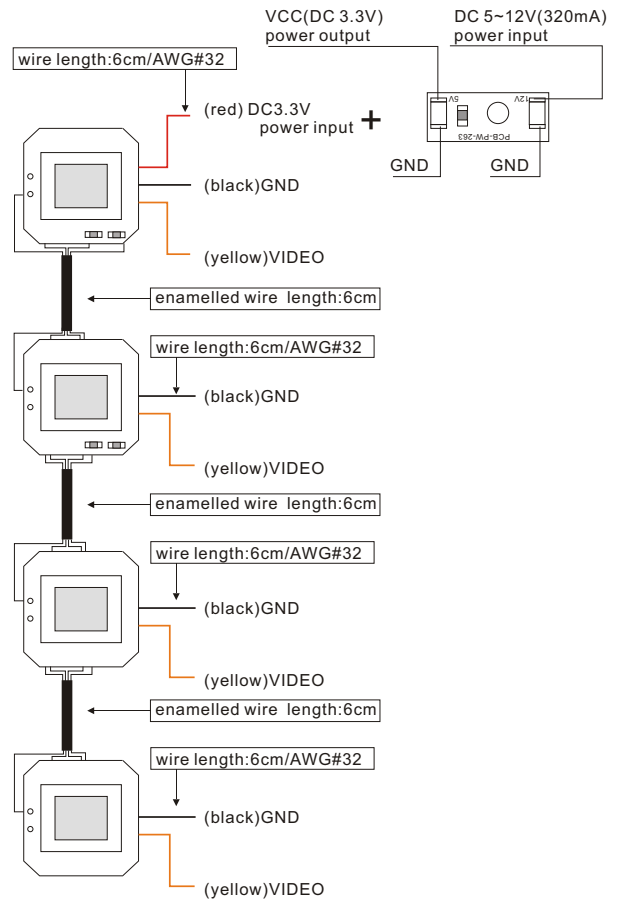 VCC(DC 3.3V)
power output
DC 5~12V(320mA)
power input
wire length:6cm/AWG#32
(red) DC3.3V
power input
+
5V
12V
PCB-PW-263
GND
GND
(black)GND
(yellow)VIDEO
enamelled wire length:6cm
wire length:6cm/AWG#32
(black)GND
(yellow)VIDEO
enamelled wire length:6cm
wire length:6cm/AWG#32
(black)GND
(yellow)VIDEO
enamelled wire length:6cm
wire length:6cm/AWG#32
(black)GND
(yellow)VIDEO